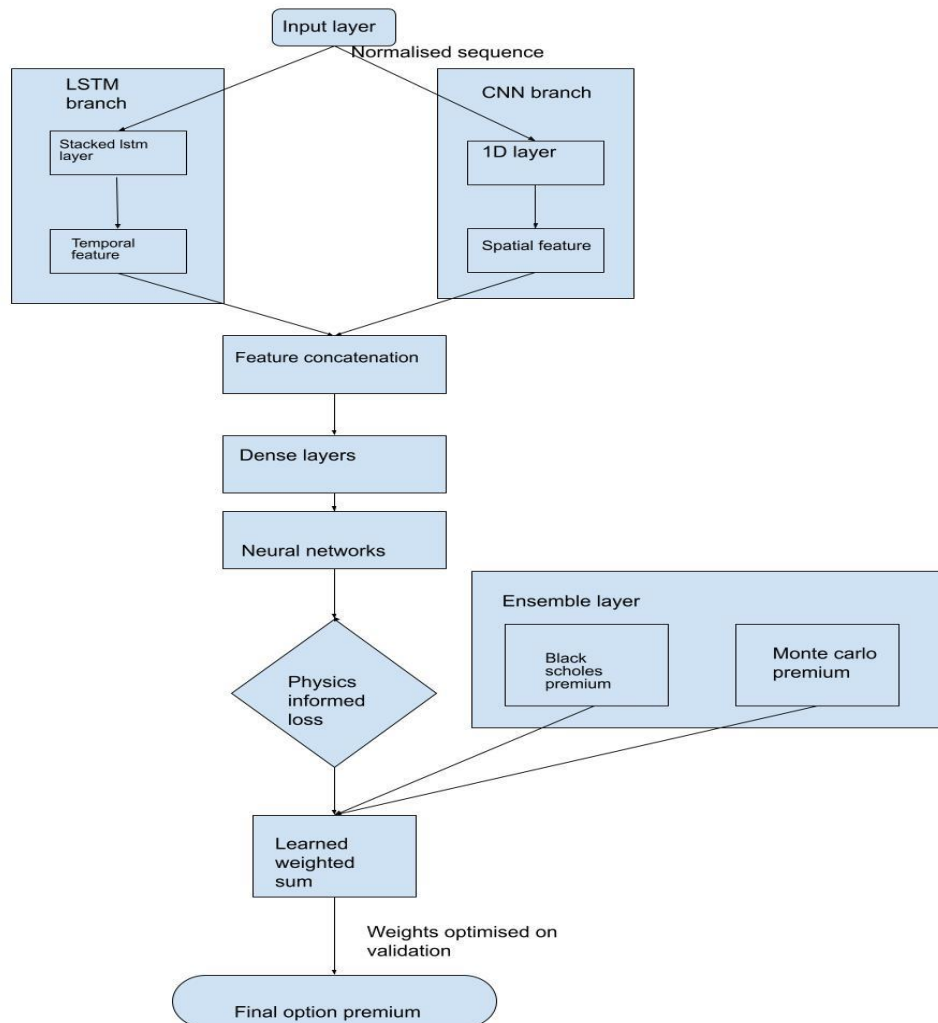 Input layer
Normalised sequence
LSTM
branch
Stacked lstm
layer
Temporal
feature
CNN branch
1D layer
Spatial feature
Feature concatenation
Dense layers
Neural networks
Physics
informed
loss
Ensemble layer
Black
scholes
premium
Monte carlo
premium
Learned
weighted
sum
Weights optimised on
validation
Final option premium